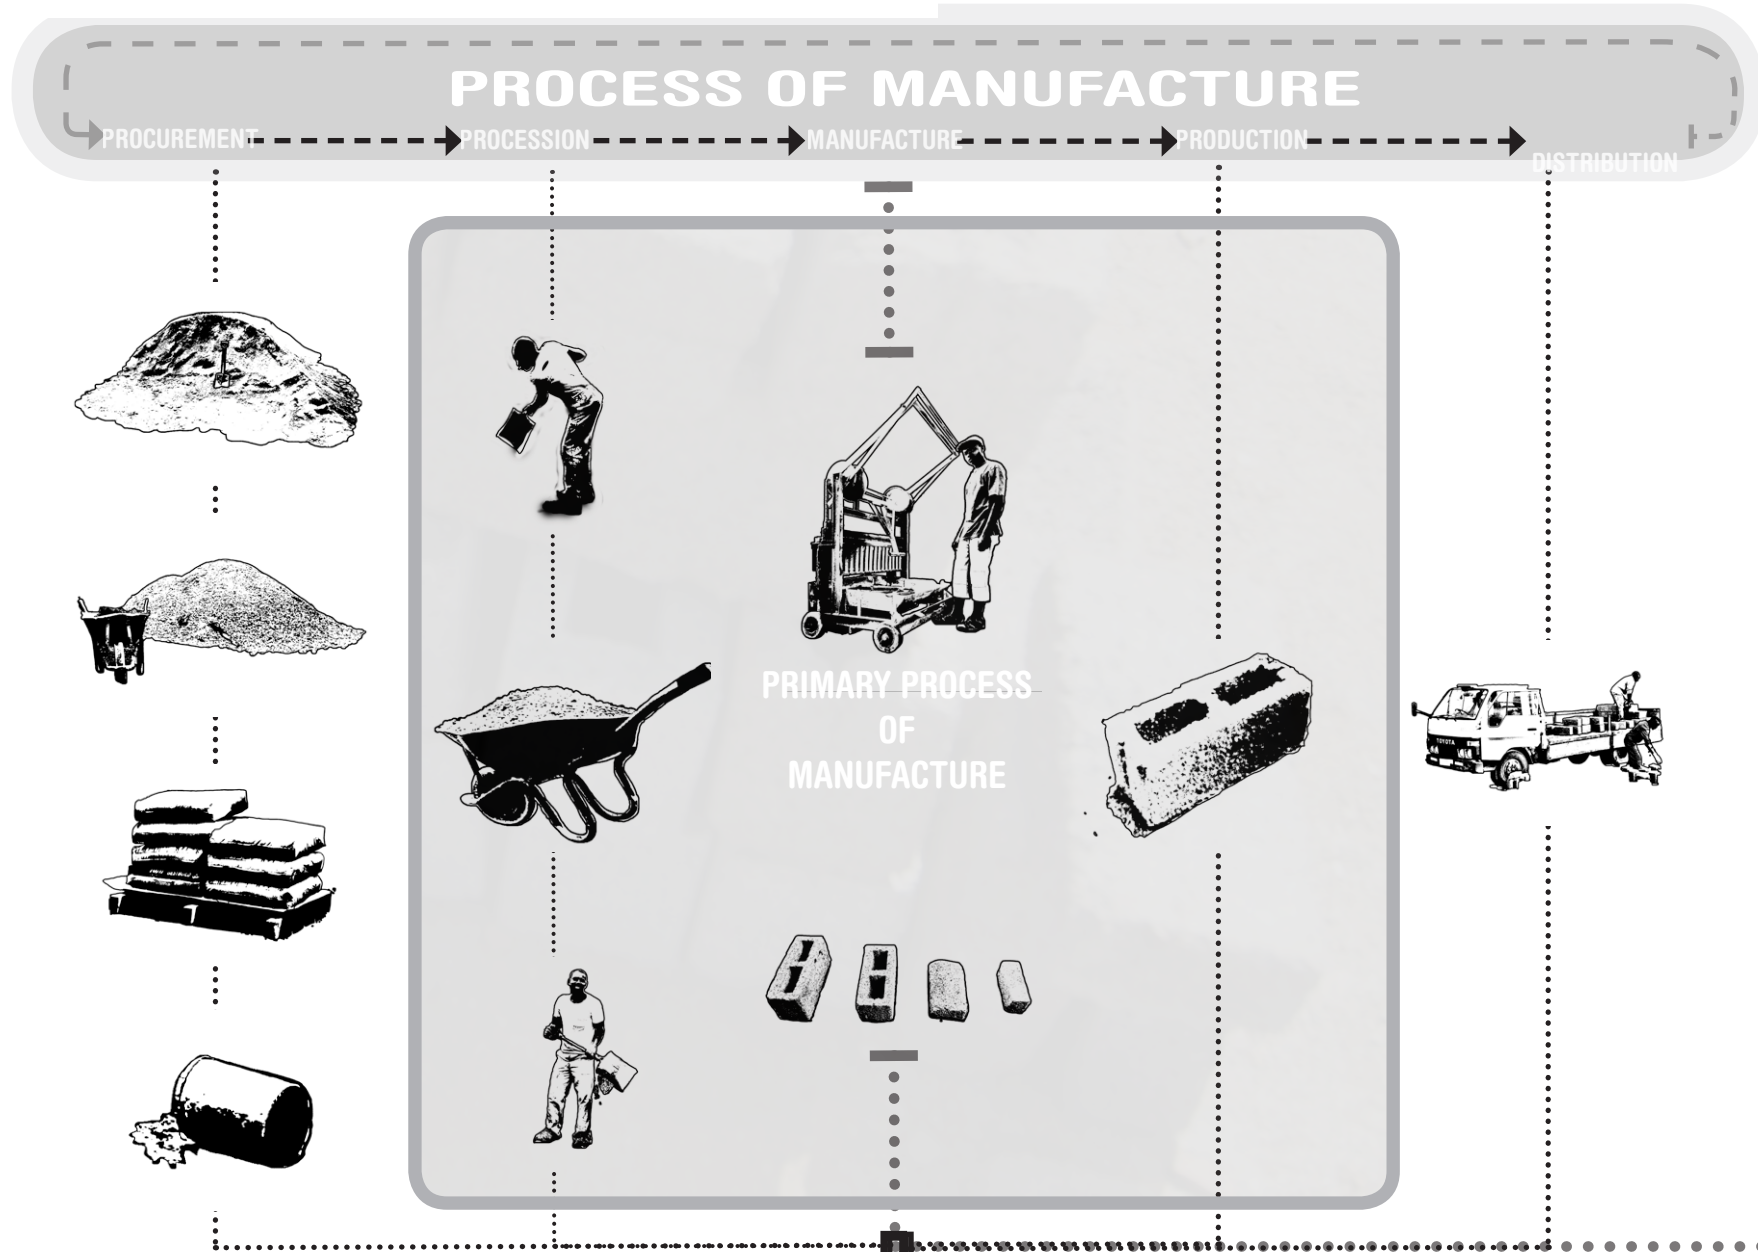 PROCESS OF MANUFACTURE
PROCUREMENT
PROCESSION
MANUFACTURE
PRODUCTION
DISTRIBUTION
PRIMARY PROCESS
OF
MANUFACTURE
TOYOTA